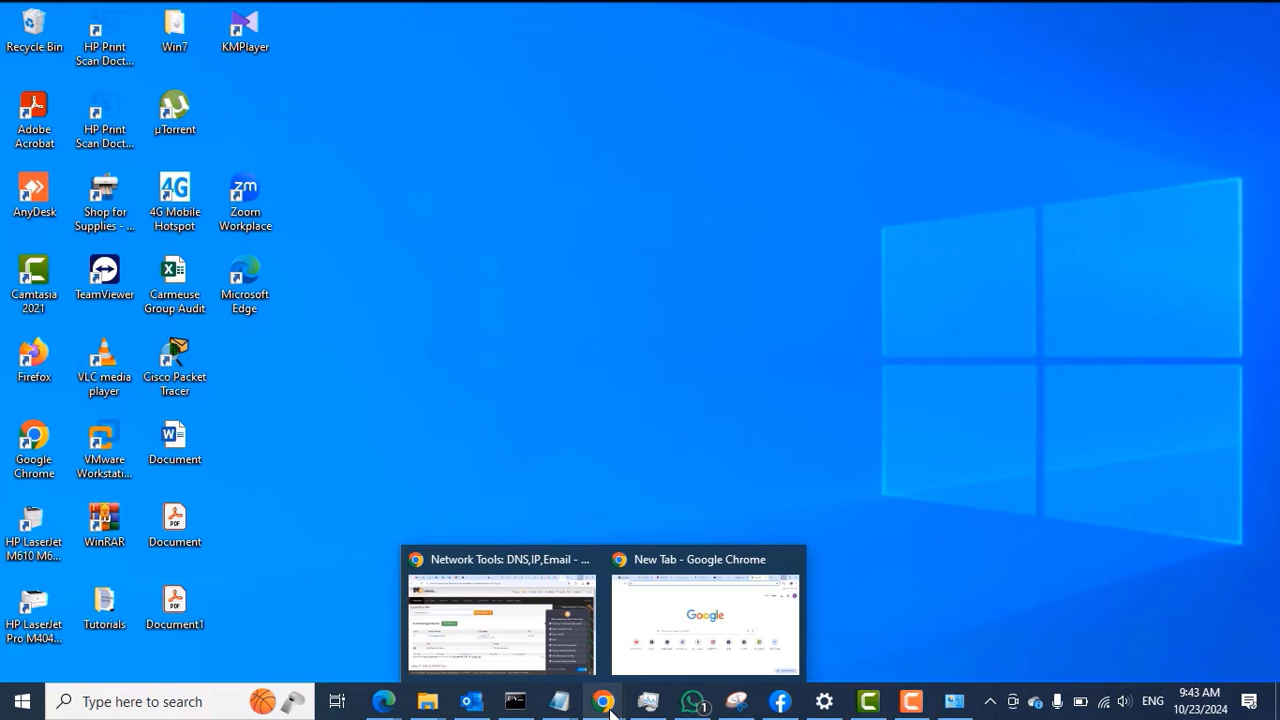 Recycle Bin
HP Print
Scan Doct...
Win7
KMPlayer
Adobe
Acrobat
HP Print
Scan Doct...
µTorrent
AnyDesk
Shop for
Supplies - ...
4G Mobile
Hotspot
Zoom
Workplace
Camtasia
2021
TeamViewer
Carmeuse
Group Audit
Microsoft
Edge
Firefox
VLC media
player
Cisco Packet
Tracer
Google
Chrome
VMware
Workstati...
Document
HP LaserJet
M610 M6...
WinRAR
Document
HP LaserJet
Pro M404...
Tutorials
Document1
Network Tools: DNS,IP,Email - ...
New Tab - Google Chrome
Google
Type here to search
1
ENG
9:43 AM
10/23/2024